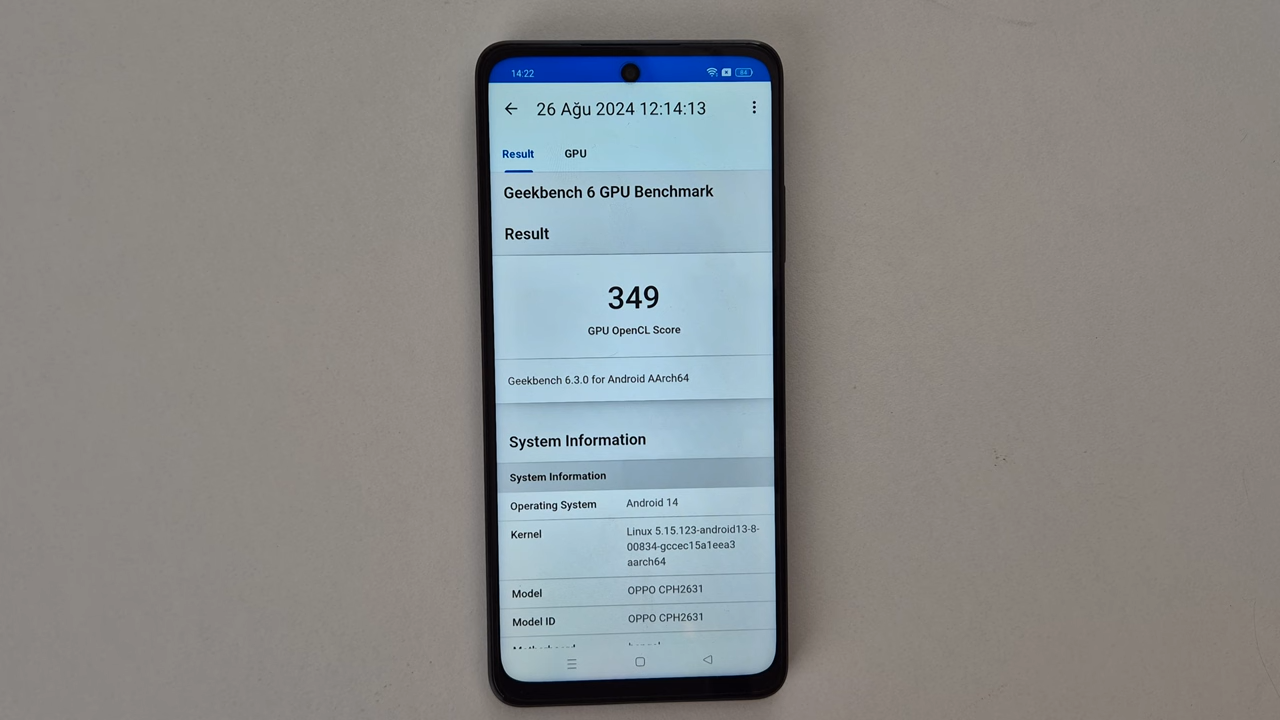 14:22
84
26 Ağu 2024 12:14:13
Result GPU
Geekbench 6 GPU Benchmark
Result
349
GPU OpenCL Score
Geekbench 6.3.0 for Android AArch64
System Information
System Information
Operating System Android 14
Kernel Linux 5.15.123-android13-8-
00834-gccec15a1eea3
aarch64
Model OPPO CPH2631
Model ID OPPO CPH2631